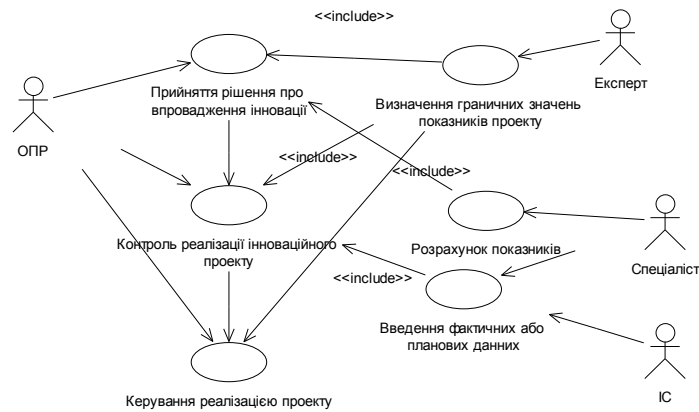 <<include>>
Експерт
Прийняття рішення про
впровадження інновації
Визначення граничних значень
показників проекту
ОПР
<<include>>
<<include>>
Контроль реалізації інноваційного
проекту
Розрахунок показників
Спеціаліст
<<include>>
Введення фактичних або
планових данних
Керування реалізацією проекту
ІС